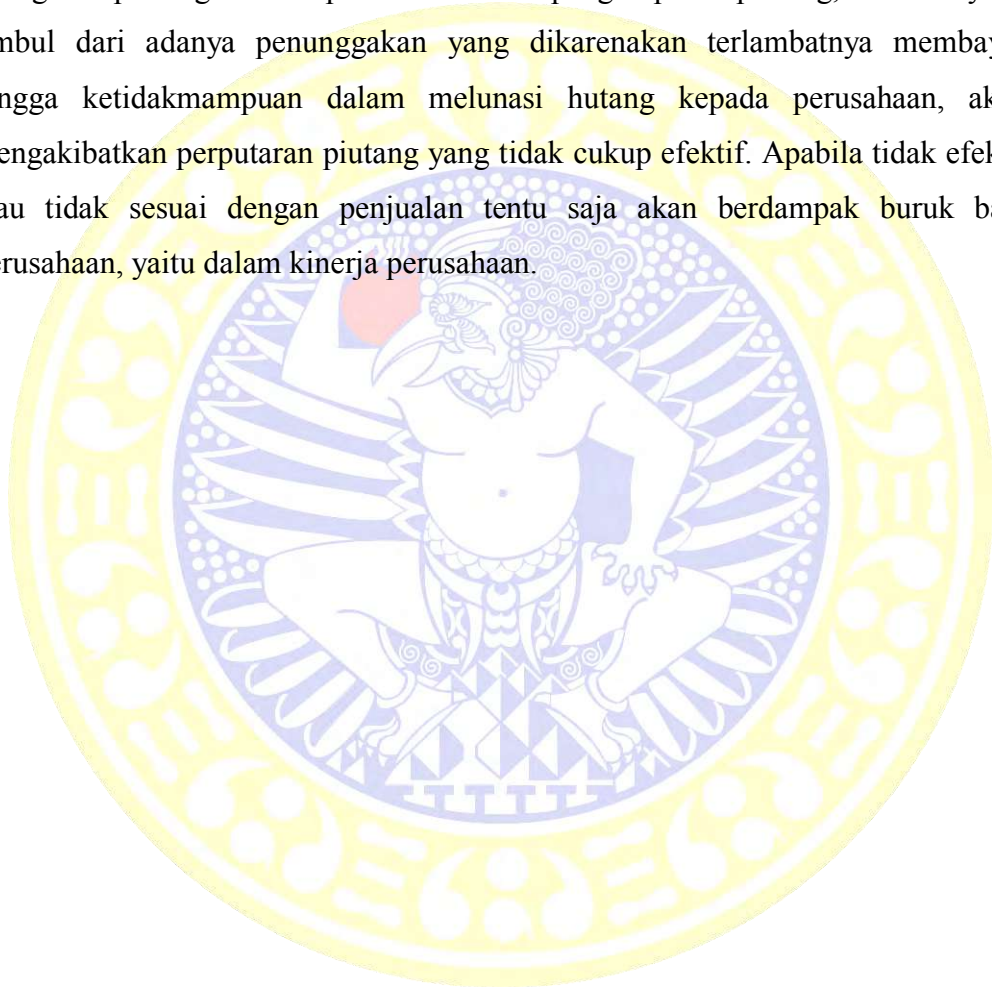 mbul dari adanya penunggakan yang dikarenakan terlambatnya membay
ngga ketidakmampuan dalam melunasi hutang kepada perusahaan, ak
engakibatkan perputaran piutang yang tidak cukup efektif. Apabila tidak efek
au tidak sesuai dengan penjualan tentu saja akan berdampak buruk ba
erusahaan, yaitu dalam kinerja perusahaan.